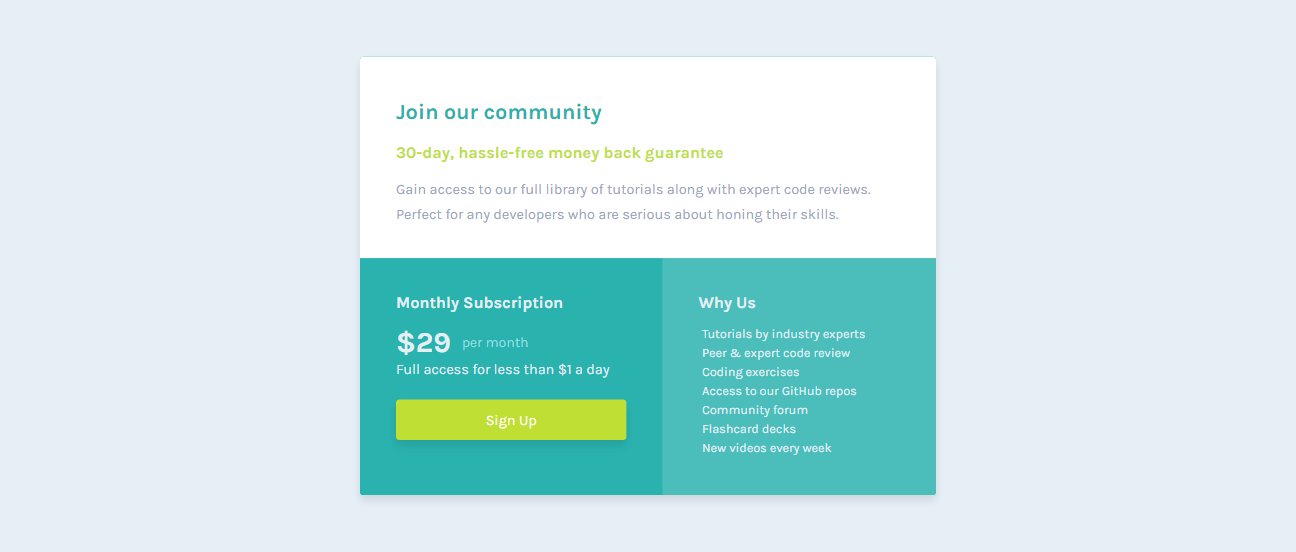 Join our community
30-day, hassle-free money back guarantee
Gain access to our full library of tutorials along with expert code reviews.
Perfect for any developers who are serious about honing their skills.
Monthly Subscription
$29 per month
Full access for less than $1 a day
Sign Up
Why Us
Tutorials by industry experts
Peer & expert code review
Coding exercises
Access to our GitHub repos
Community forum
Flashcard decks
New videos every week